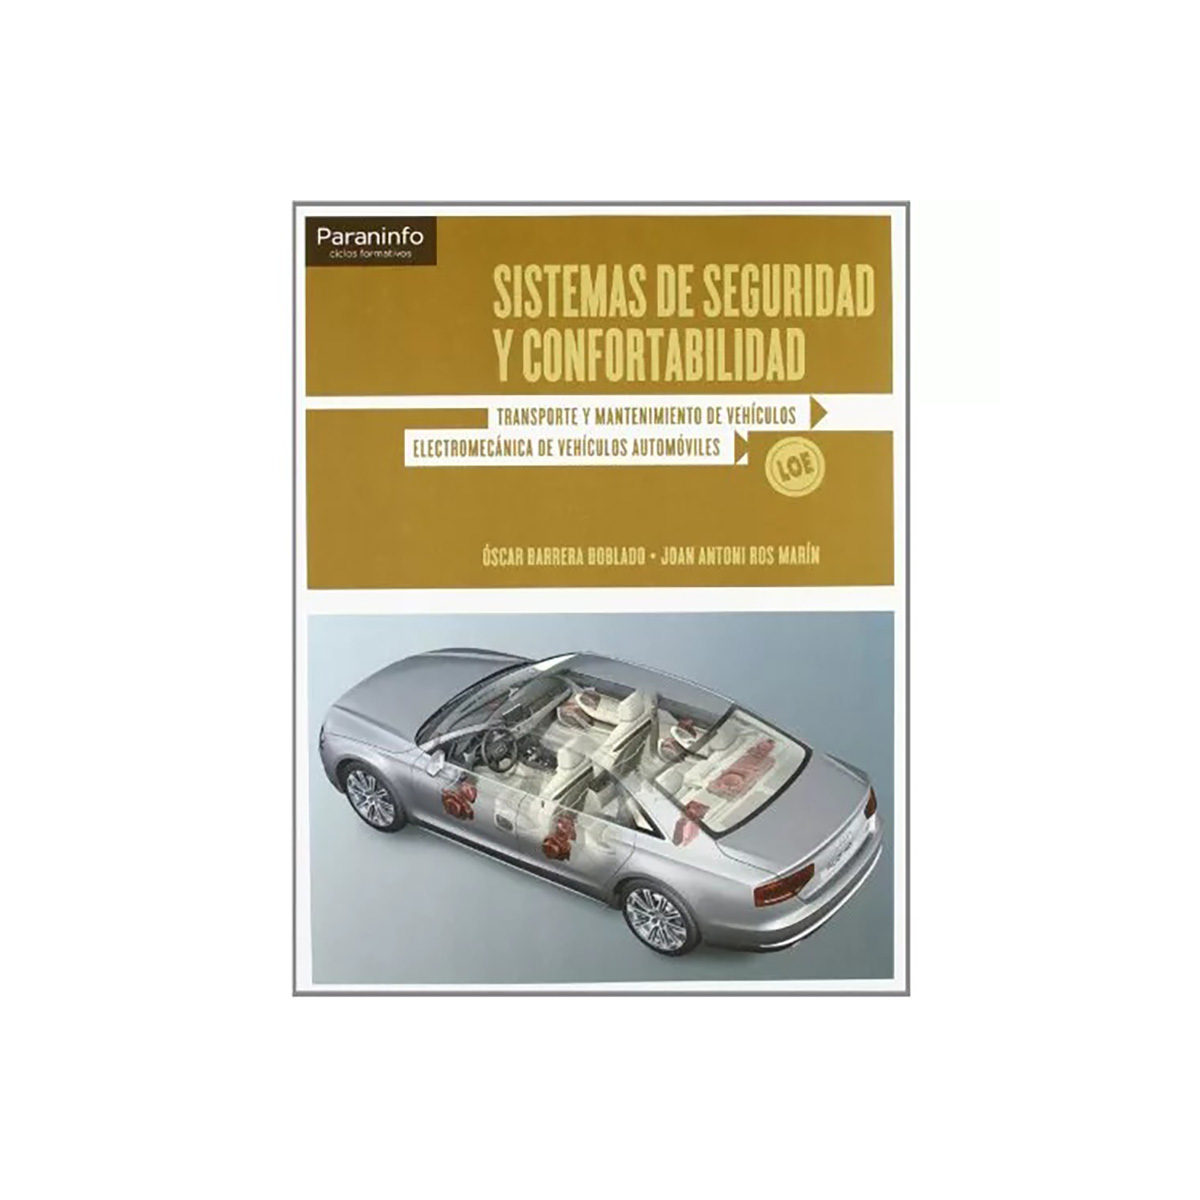 Paraninfo
ciclos formativos
SISTEMAS DE SEGURIDAD
Y CONFORTABILIDAD
TRANSPORTE Y MANTENIMIENTO DE VEHÍCULOS
ELECTROMECÁNICA DE VEHÍCULOS AUTOMÓVILES
LOE
ÓSCAR BARRERA DOBLADO • JOAN ANTONI ROS MARÍN